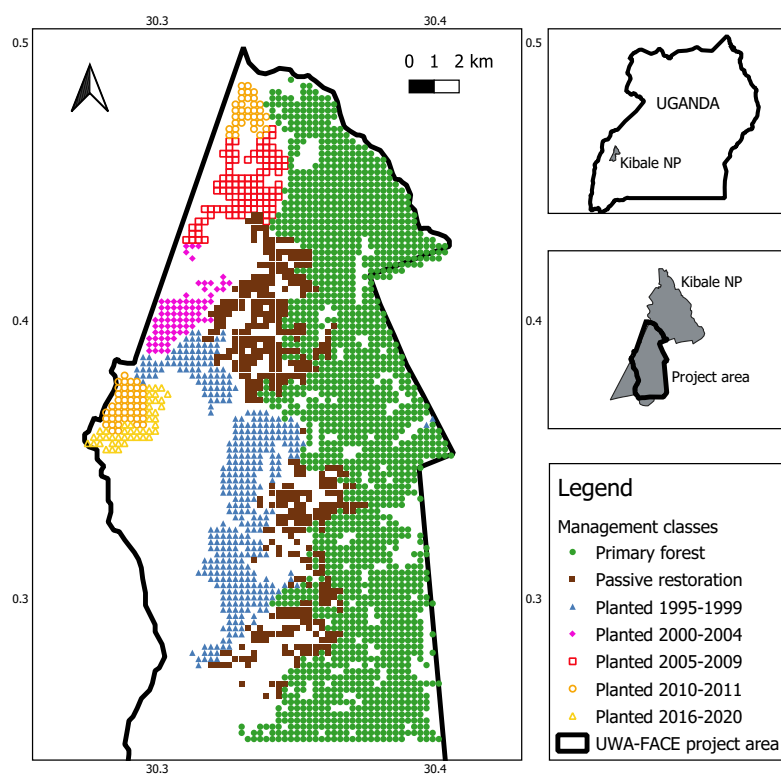 30.3
30.4
0.5
0.5
0 1 2 km
UGANDA
Kibale NP
Kibale NP
0.4
0.4
Project area
Legend
Management classes
Primary forest
Passive restoration
Planted 1995-1999
Planted 2000-2004
Planted 2005-2009
Planted 2010-2011
Planted 2016-2020
UWA-FACE project area
0.3
0.3
30.3
30.4